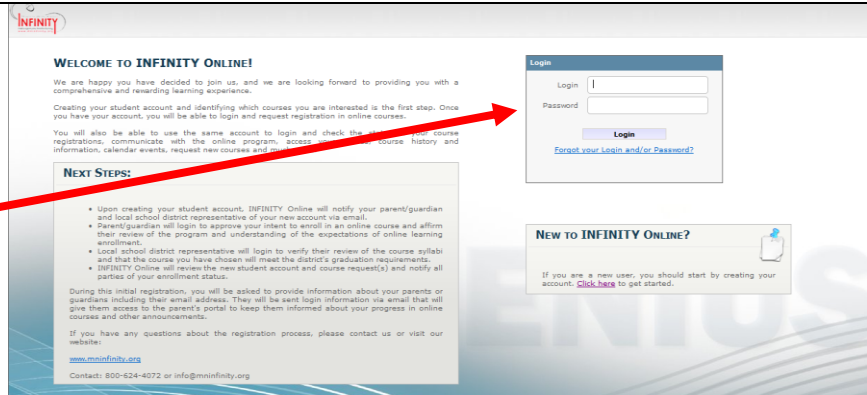 INFINITY
WELCOME TO INFINITY ONLINE!
We are happy you have decided to join us, and we are looking forward to providing you with a
comprehensive and rewarding learning experience.
Creating your student account and identifying which courses you are interested is the first step. Once
you have your account, you will be able to login and request registration in online courses.
You will also be able to use the same account to login and check the your course
registrations, communicate with the online program, access course history and
information, calendar events, request new courses and
NEXT STEPS:
• Upon creating your student account, INFINITY Online will notify your parent/guardian
and local school district representative of your new account via email.
• Parent/guardian will login to approve your intent to enroll in an online course and affirm
their review of the program and understanding of the expectations of online learning
enrollment.
• Local school district representative will login to verify their review of the course syllabi
and that the course you have chosen will meet the district's graduation requirements.
• INFINITY Online will review the new student account and course request(s) and notify all
parties of your enrollment status.
During this initial registration, you will be asked to provide information about your parents or
guardians including their email address. They will be sent login information via email that will
give them access to the parent's portal to keep them informed about your progress in online
courses and other announcements.
If you have any questions about the registration process, please contact us or visit our
website:
www.mninfinity.org
Contact: 800-624-4072 or info@mninfinity.org
Login
Login
Password
Login
Forgot your Login and/or Password?
NEW TO INFINITY ONLINE?
If you are a new user, you should start by creating your
account. Click here to get started.
ENIUS